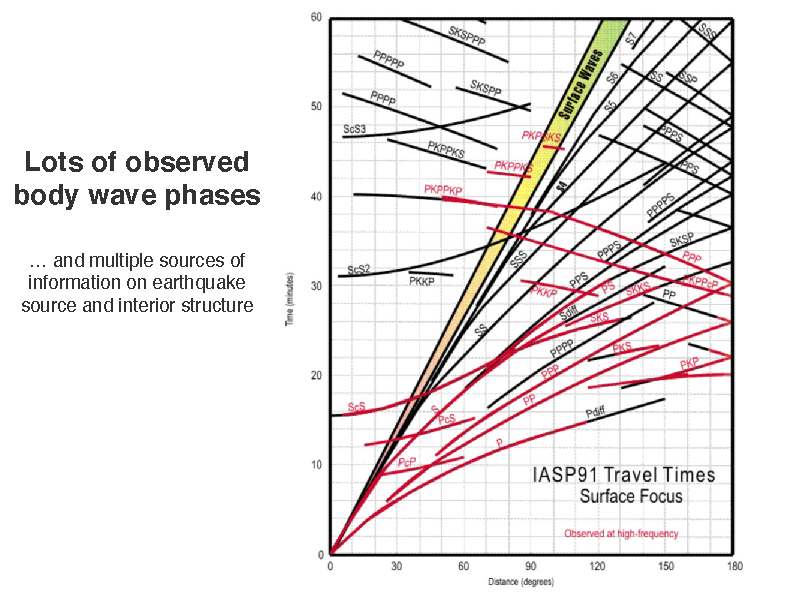 Lots of observed
body wave phases
… and multiple sources of
information on earthquake
source and interior structure
60
50
40
30
20
10
0
Time (minutes)
SKSPPP
PPPPP
SKSPP
PPPP
ScS3
PKPPKS
PKPPKS
PKPSKS
PKPPKP
Surface Waves
S7
S6
S5
S4
SSS
SS
SSP
PPPS
PPS
PPPPS
SKSP
PPP
SKPPcP
ScS2
PKKP
SSS
PKKP
PPS
PPPS
PS
SKKS
PP
Sdiff
SKS
SS
PPPP
PKS
PKP
PPP
PP
ScS
S
PcS
Pdiff
P
PcP
IASP91 Travel Times
Surface Focus
Observed at high-frequency
0
30
60
90
120
150
180
Distance (degrees)